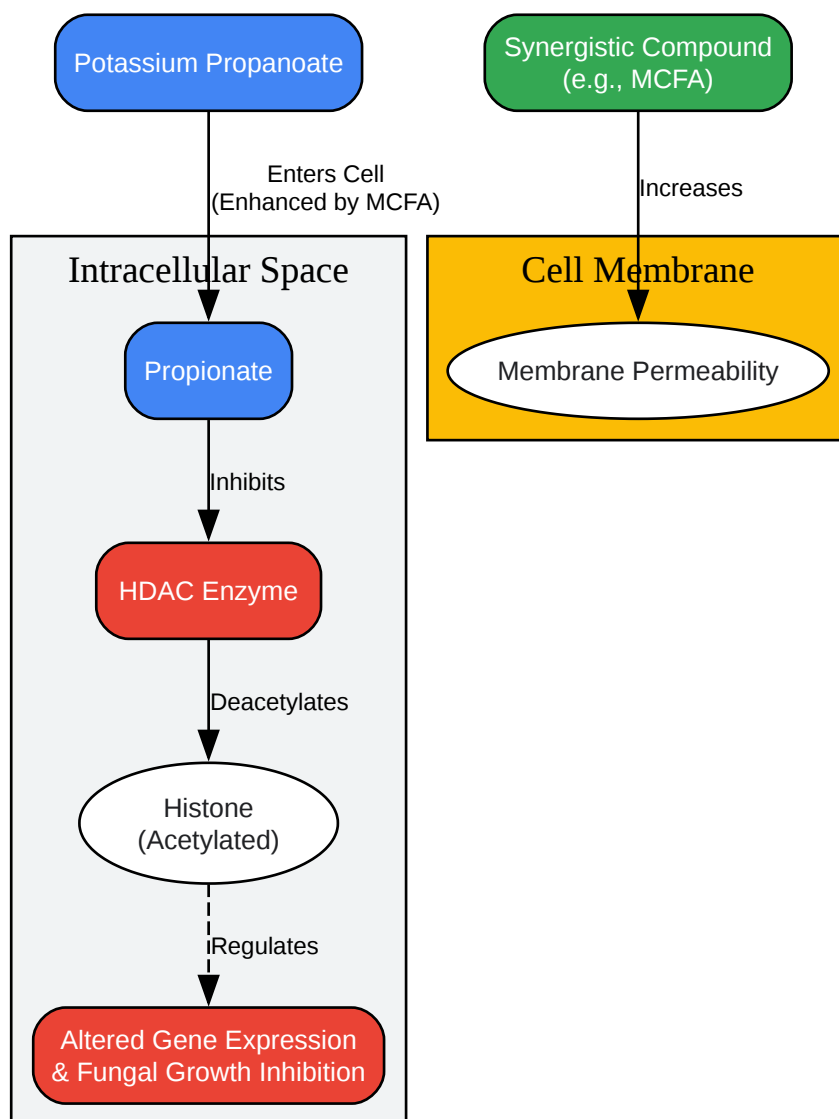 Potassium Propanoate
Synergistic Compound
(e.g., MCFA)
Enters Cell
(Enhanced by MCFA)
Increases
Intracellular Space
Cell Membrane
Propionate
Membrane Permeability
Inhibits
HDAC Enzyme
Deacetylates
Histone
(Acetylated)
Regulates
Altered Gene Expression
& Fungal Growth Inhibition